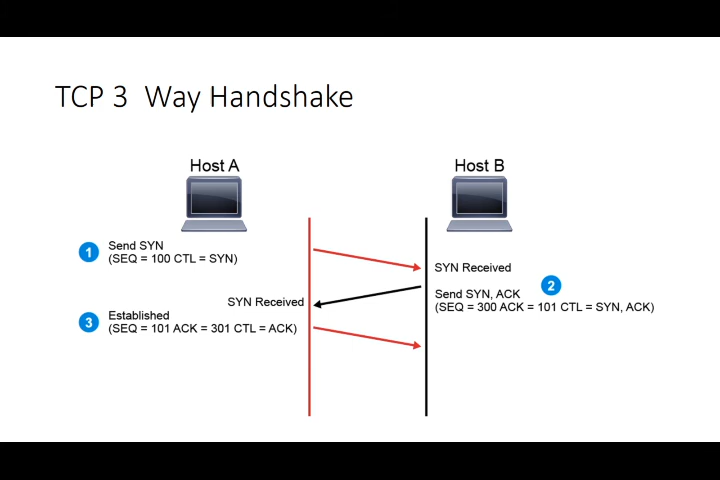 TCP 3 Way Handshake
Host A
Host B
1
Send SYN
(SEQ = 100 CTL = SYN)
SYN Received
2
Send SYN, ACK
(SEQ = 300 ACK = 101 CTL = SYN, ACK)
SYN Received
3
Established
(SEQ = 101 ACK = 301 CTL = ACK)